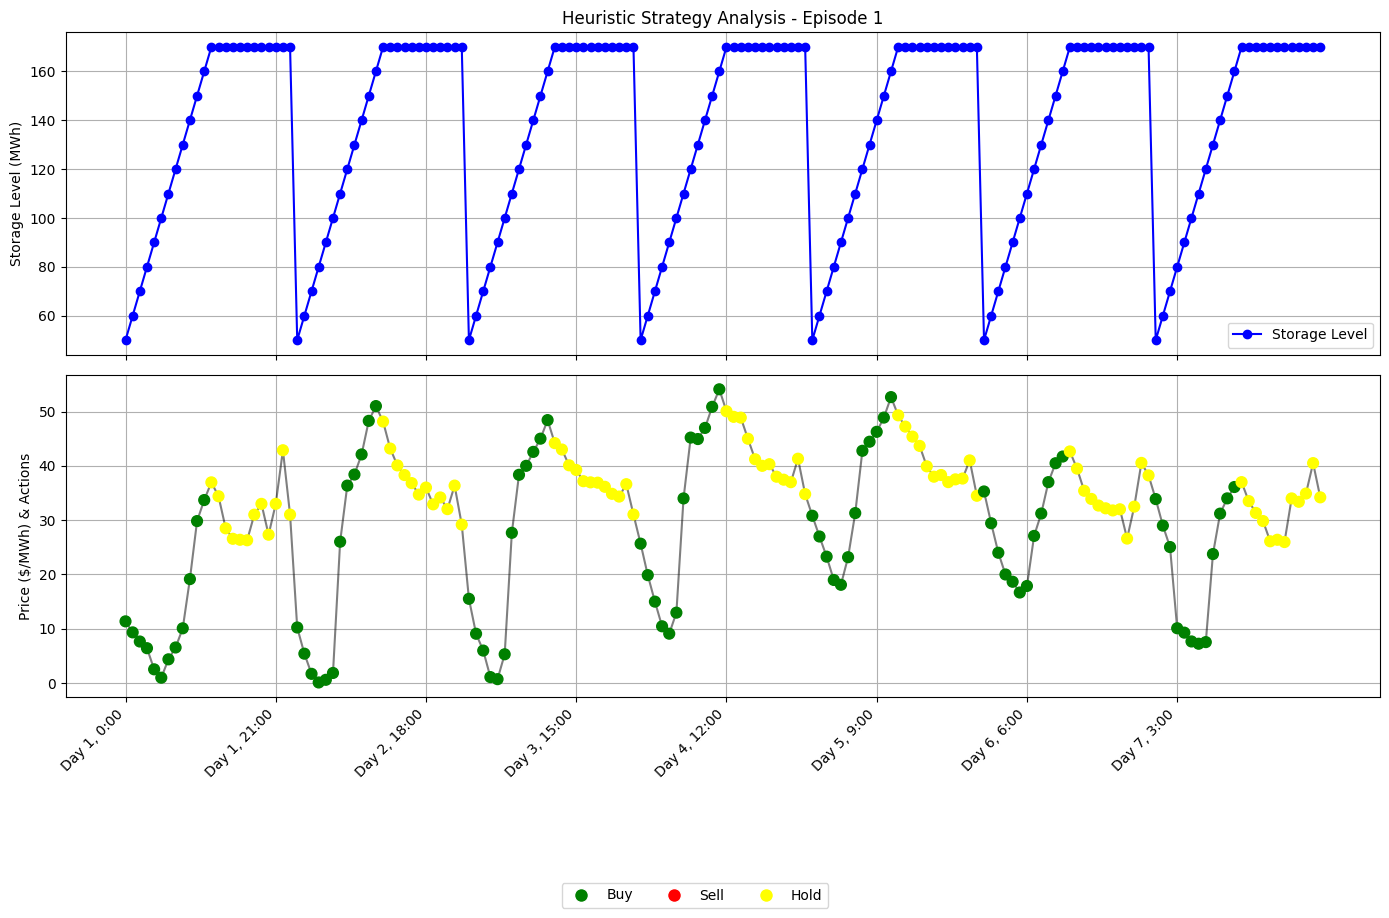 Heuristic Strategy Analysis - Episode 1
Storage Level (MWh)
160
140
120
100
80
60
Storage Level
Price ($/MWh) & Actions
50
40
30
20
10
0
Day 1, 0:00
Day 1, 21:00
Day 2, 18:00
Day 3, 15:00
Day 4, 12:00
Day 5, 9:00
Day 6, 6:00
Day 7, 3:00
Buy Sell Hold